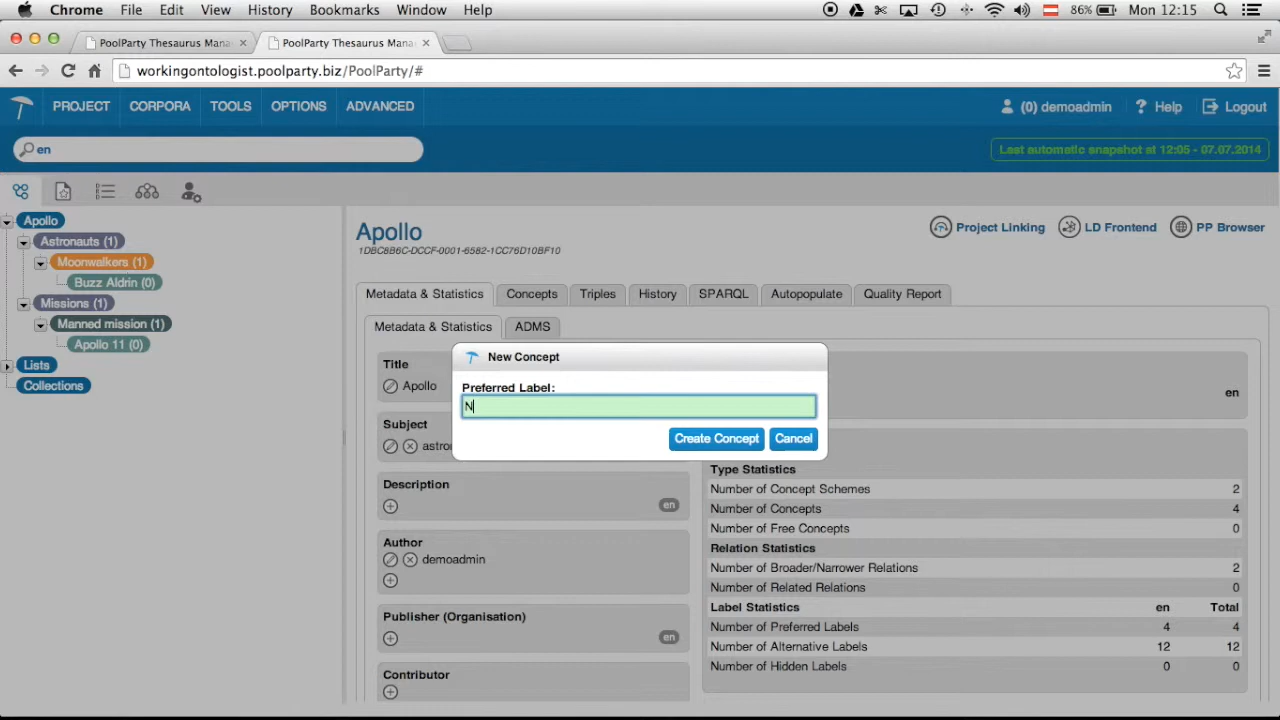 Chrome File Edit View History Bookmarks Window Help 86% Mon 12:15
PoolParty Thesaurus Mana PoolParty Thesaurus Mana
workingontologist.poolparty.biz/PoolParty/#
PROJECT CORPORA TOOLS OPTIONS ADVANCED (0) demoadmin ? Help Logout
en Last automatic snapshot at 12:05 - 07.07.2014
Apollo
Astronauts (1)
Moonwalkers (1)
Buzz Aldrin (0)
Missions (1)
Manned mission (1)
Apollo 11 (0)
Lists
Collections
Apollo
1DBC8B6C-DCCF-0001-6582-1CC76D10BF10
Project Linking LD Frontend PP Browser
Metadata & Statistics Concepts Triples History SPARQL Autopopulate Quality Report
Metadata & Statistics ADMS
New Concept
Preferred Label:
N
Create Concept Cancel
Title
Apollo
en
Subject
astro
Description
en
Author
demoadmin
Publisher (Organisation)
en
Contributor
Type Statistics
Number of Concept Schemes 2
Number of Concepts 4
Number of Free Concepts 0
Relation Statistics
Number of Broader/Narrower Relations 2
Number of Related Relations 0
Label Statistics en Total
Number of Preferred Labels 4 4
Number of Alternative Labels 12 12
Number of Hidden Labels 0 0